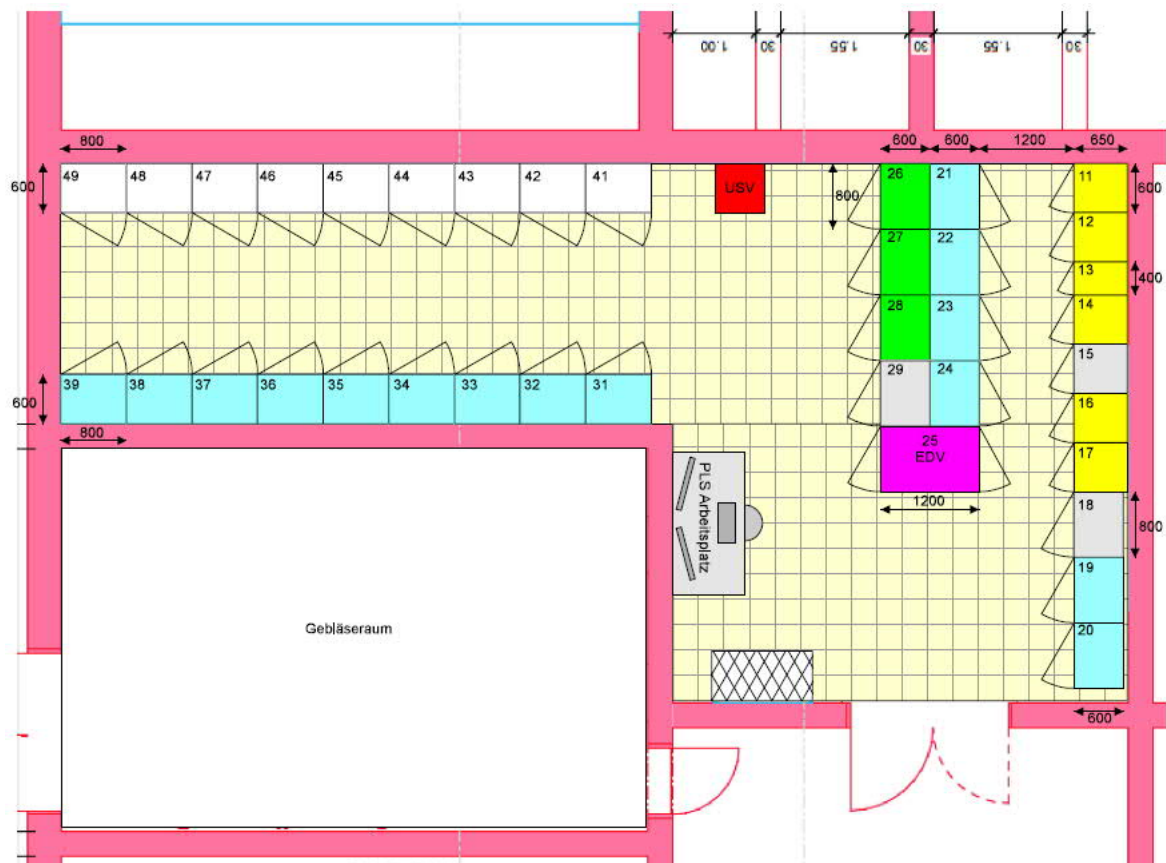 1.00 30 1.55 30 1.55 30
800 600 600 1200 650
49 48 47 46 45 44 43 42 41 USV 26 21 11
600 800 600
12
27 22
13 400
28 23 14
29 24 15
39 38 37 36 35 34 33 32 31
600 16
800 25
EDV
17
PLS Arbeitsplatz
1200
18 800
19
Gebläseraum 20
600